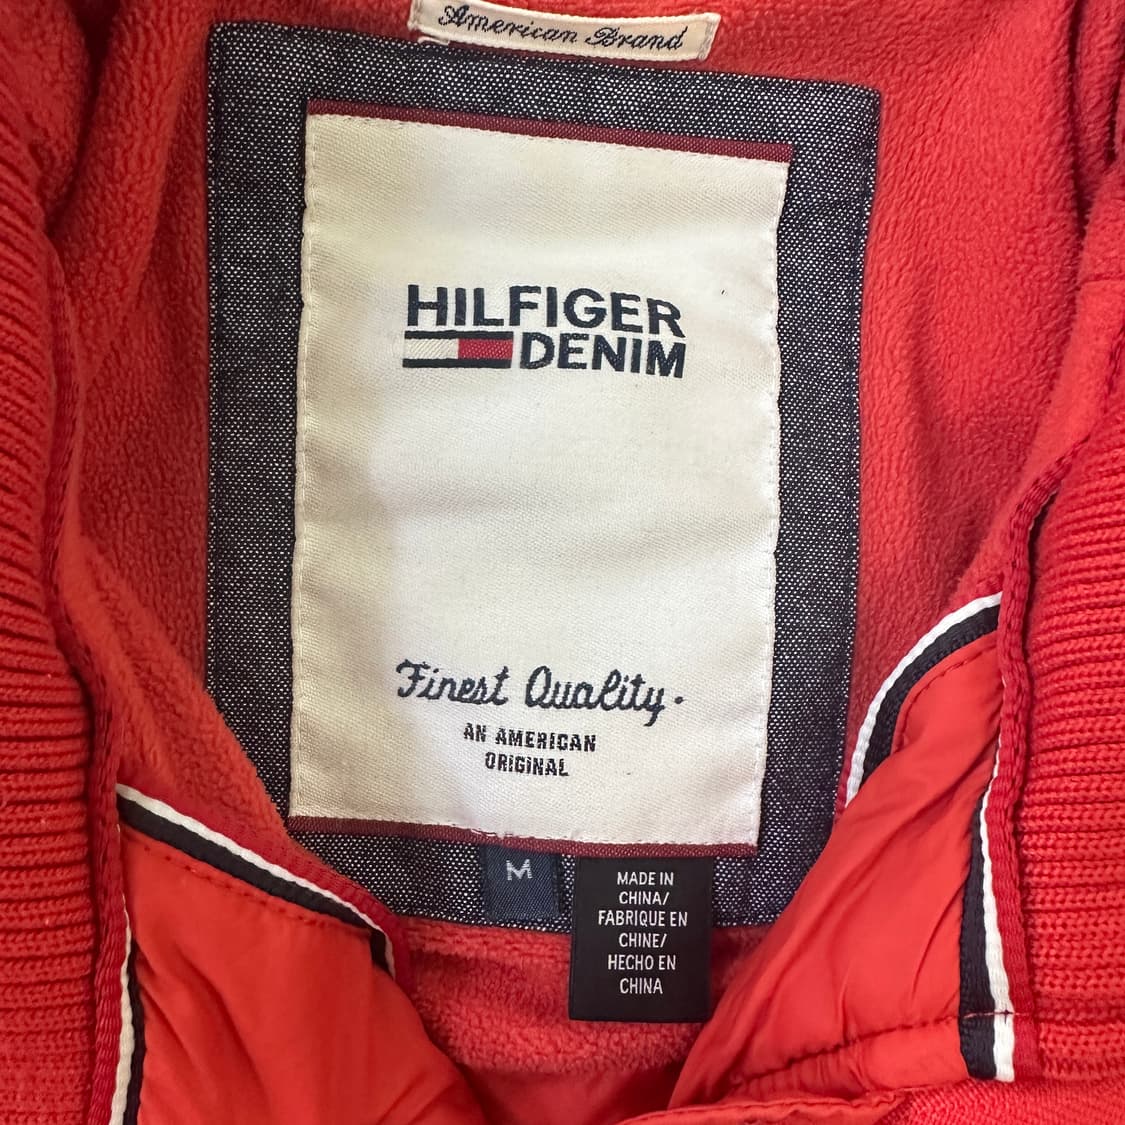 American Brand
HILFIGER
DENIM
Finest Quality.
AN AMERICAN
ORIGINAL
M
MADE IN
CHINA/
FABRIQUE EN
CHINE/
HECHO EN
CHINA